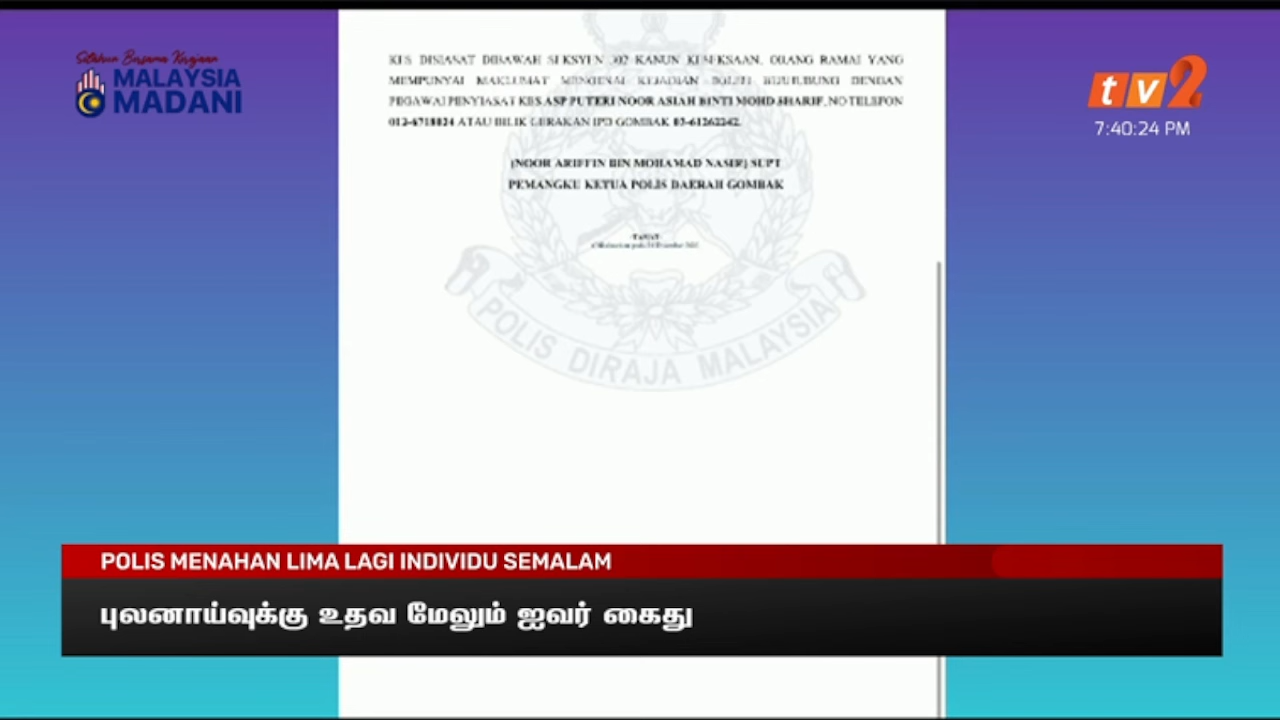 Setahun Bersama Kerajaan
MALAYSIA
MADANI
tv2
7:40:24 PM
KES DISIASAT DIBAWAH SEKSYEN 302 KANUN KESEKSAAN. ORANG RAMAI YANG
MEMPUNYAI MAKLUMAT MENGENAI KEJADIAN BOLEH BERHUBUNG DENGAN
PEGAWAI PENYIASAT KES ASP PUTERI NOOR ASIAH BINTI MOHD SHARIF, NO TELEFON
ATAU BILIK GERAKAN IPD GOMBAK 03-61262242.
(NOOR ARIFFIN BIN MOHAMAD NASIR) SUPT
PEMANGKU KETUA POLIS DAERAH GOMBAK
-TAMAT-
POLIS DIRAJA MALAYSIA
POLIS MENAHAN LIMA LAGI INDIVIDU SEMALAM
புலனாய்வுக்கு உதவ மேலும் ஐவர் கைது